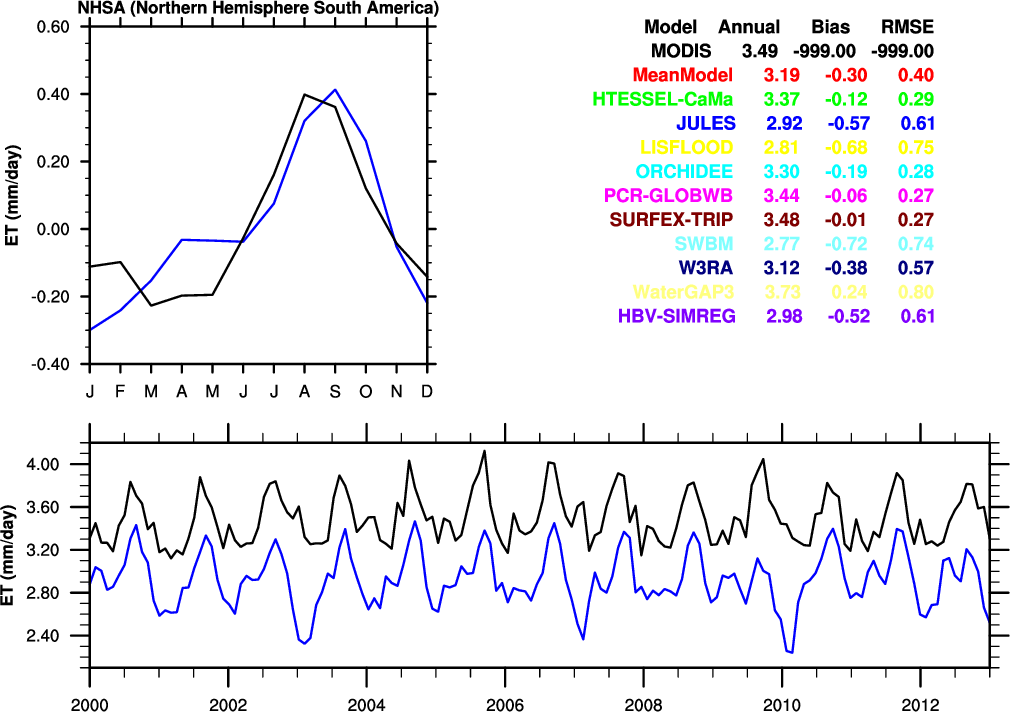 NHSA (Northern Hemisphere South America)
0.60
0.40
0.20
0.00
-0.20
-0.40
ET (mm/day)
J F M A M J J A S O N D
Model Annual Bias RMSE
MODIS 3.49 -999.00 -999.00
MeanModel 3.19 -0.30 0.40
HTESSEL-CaMa 3.37 -0.12 0.29
JULES 2.92 -0.57 0.61
LISFLOOD 2.81 -0.68 0.75
ORCHIDEE 3.30 -0.19 0.28
PCR-GLOBWB 3.44 -0.06 0.27
SURFEX-TRIP 3.48 -0.01 0.27
SWBM 2.77 -0.72 0.74
W3RA 3.12 -0.38 0.57
WaterGAP3 3.73 0.24 0.80
HBV-SIMREG 2.98 -0.52 0.61
4.00
3.60
3.20
2.80
2.40
ET (mm/day)
2000 2002 2004 2006 2008 2010 2012